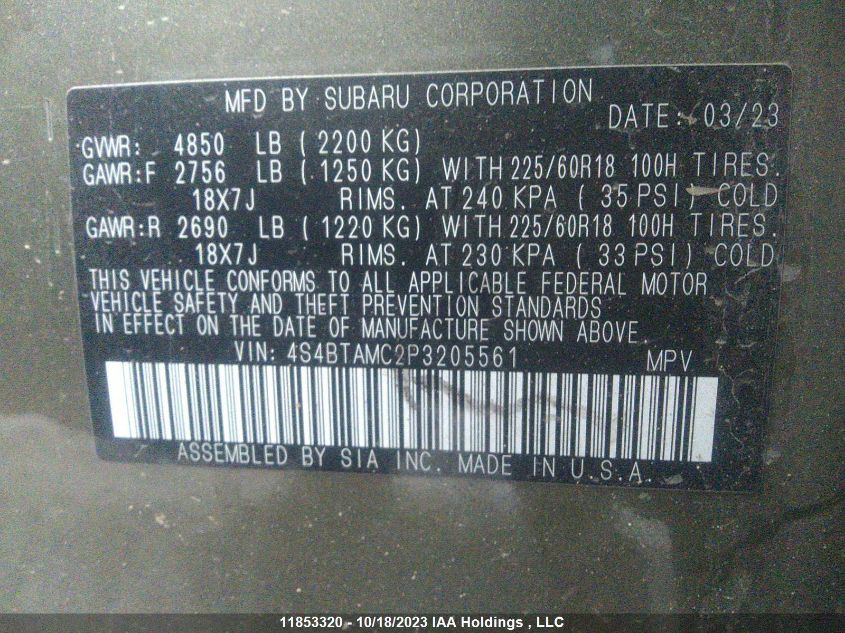 MFD BY SUBARU CORPORATION
DATE: 03/23
GVWR: 4850 LB ( 2200 KG)
GAWR:F 2756 LB ( 1250 KG) WITH 225/60R18 100H TIRES.
18X7J RIMS. AT 240 KPA ( 35 PSI) COLD
GAWR:R 2690 LB ( 1220 KG) WITH 225/60R18 100H TIRES.
18X7J RIMS. AT 230 KPA ( 33 PSI) COLD
THIS VEHICLE CONFORMS TO ALL APPLICABLE FEDERAL MOTOR
VEHICLE SAFETY AND THEFT PREVENTION STANDARDS
IN EFFECT ON THE DATE OF MANUFACTURE SHOWN ABOVE.
VIN: 4S4BTAMC2P3205561 MPV
ASSEMBLED BY SIA INC. MADE IN U.S.A.
11853320 - 10/18/2023 IAA Holdings , LLC